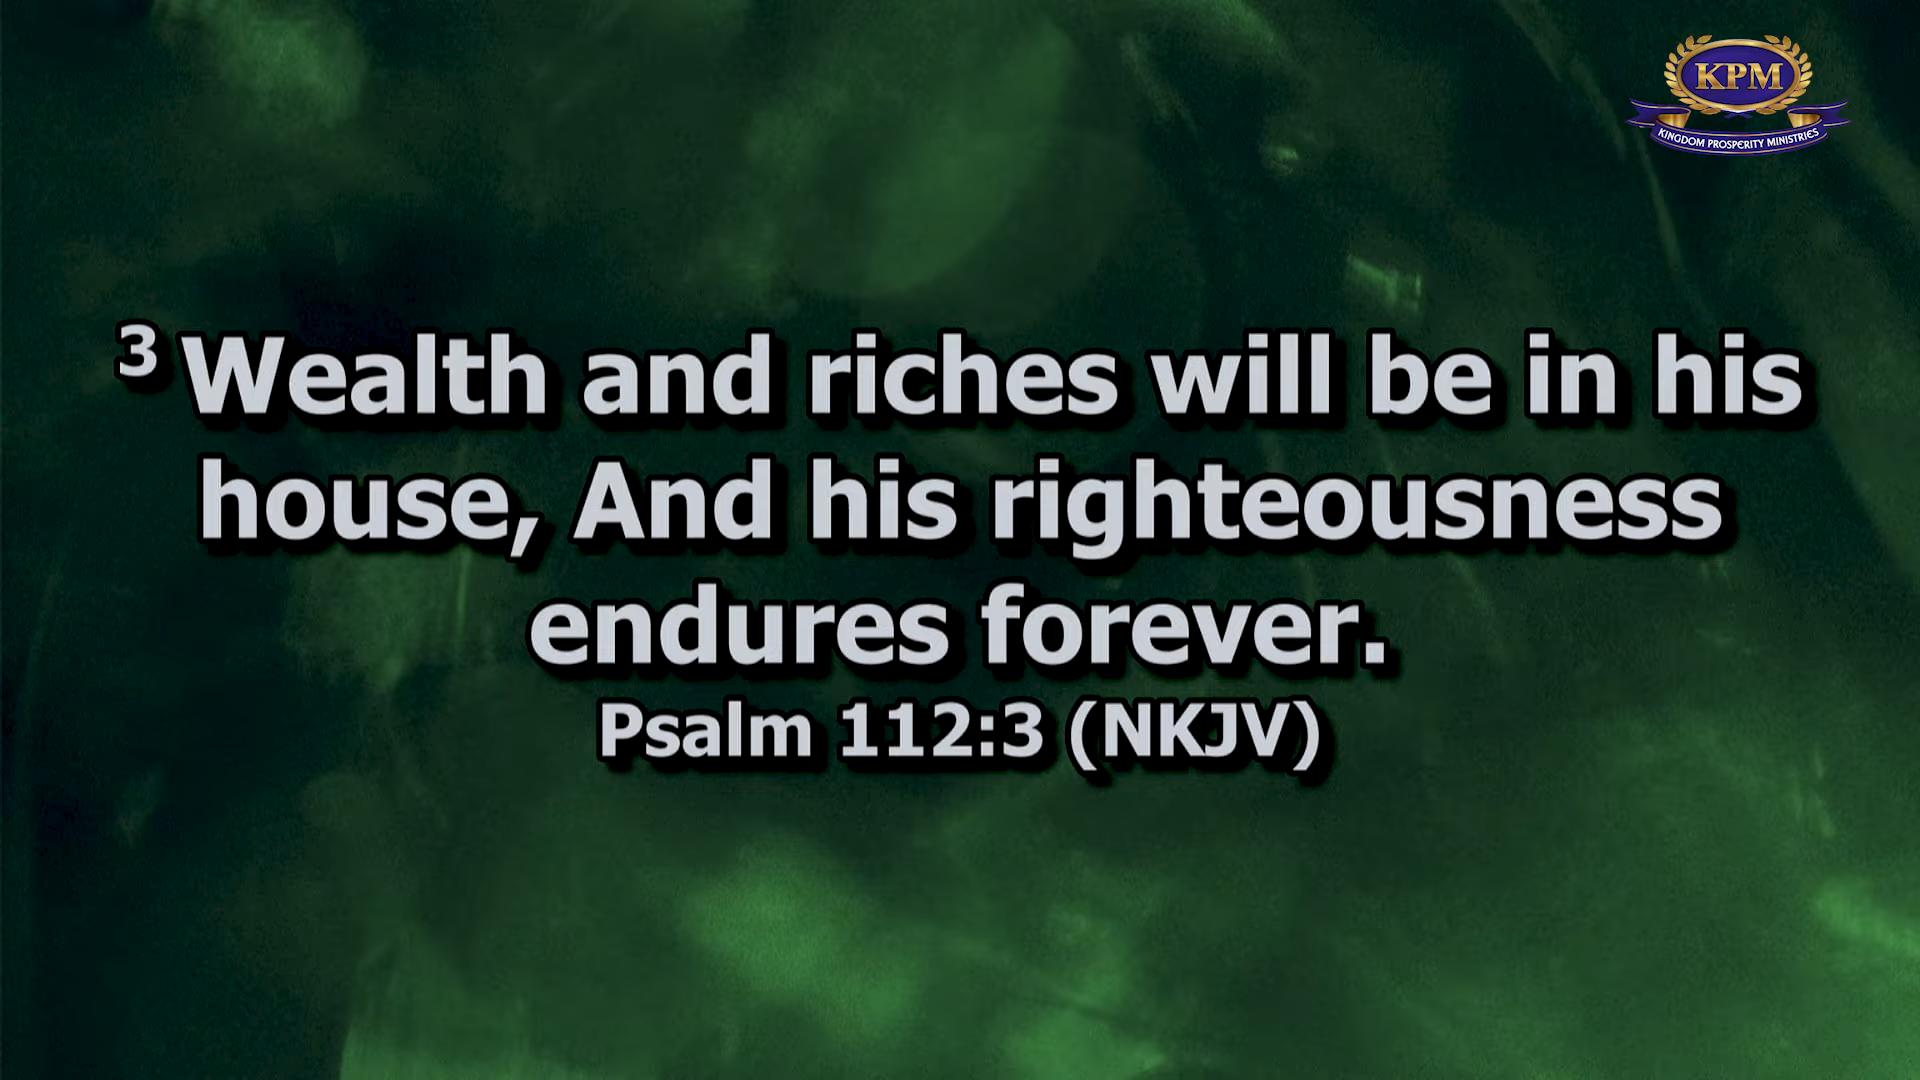 KPM
KINGDOM PROSPERITY MINISTRIES
3 Wealth and riches will be in his
house, And his righteousness
endures forever.
Psalm 112:3 (NKJV)